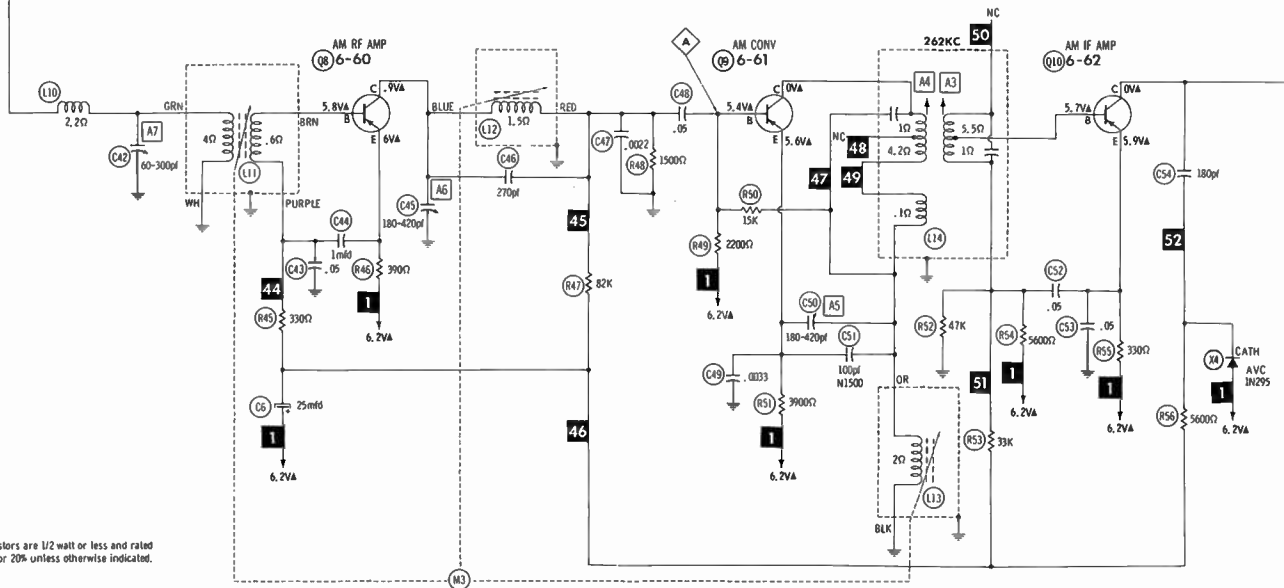 NC
50
262KC
AM RF AMP
Q8 6-60
A
AM CONV
Q9 6-61
AM IF AMP
Q10 6-62
L10
2.2Ω
GRN
A7
C42
60-300pf
4Ω
.6Ω
L11
BRN
WH
PURPLE
5.8V▲
B
C
.9V▲
E
6V▲
BLUE
L12
1.5Ω
RED
C46
270pf
A6
C45
180-420pf
C44
1mfd
C43
.05
R46
390Ω
1
6.2V▲
44
R45
330Ω
C6
25mfd
+
1
6.2V▲
45
R47
82K
46
C47
.0022
R48
1500Ω
C48
.05
5.4V▲
B
C
0V▲
E
5.6V▲
R50
15K
R49
2200Ω
1
6.2V▲
47
NC
48
49
1Ω
4.2Ω
.1Ω
A4
A3
5.5Ω
1Ω
L14
C50
A5
180-420pf
C51
100pf
N1500
C49
.0033
R51
3900Ω
1
6.2V▲
OR
2Ω
L13
BLK
R52
47K
R54
5600Ω
1
6.2V▲
51
R53
33K
C52
.05
C53
.05
R55
330Ω
1
6.2V▲
5.7V▲
B
C
0V▲
E
5.9V▲
C54
180pf
52
R56
5600Ω
X4
CATH
AVC
1N295
1
6.2V▲
M3
stors are 1/2 watt or less and rated
or 20% unless otherwise indicated.